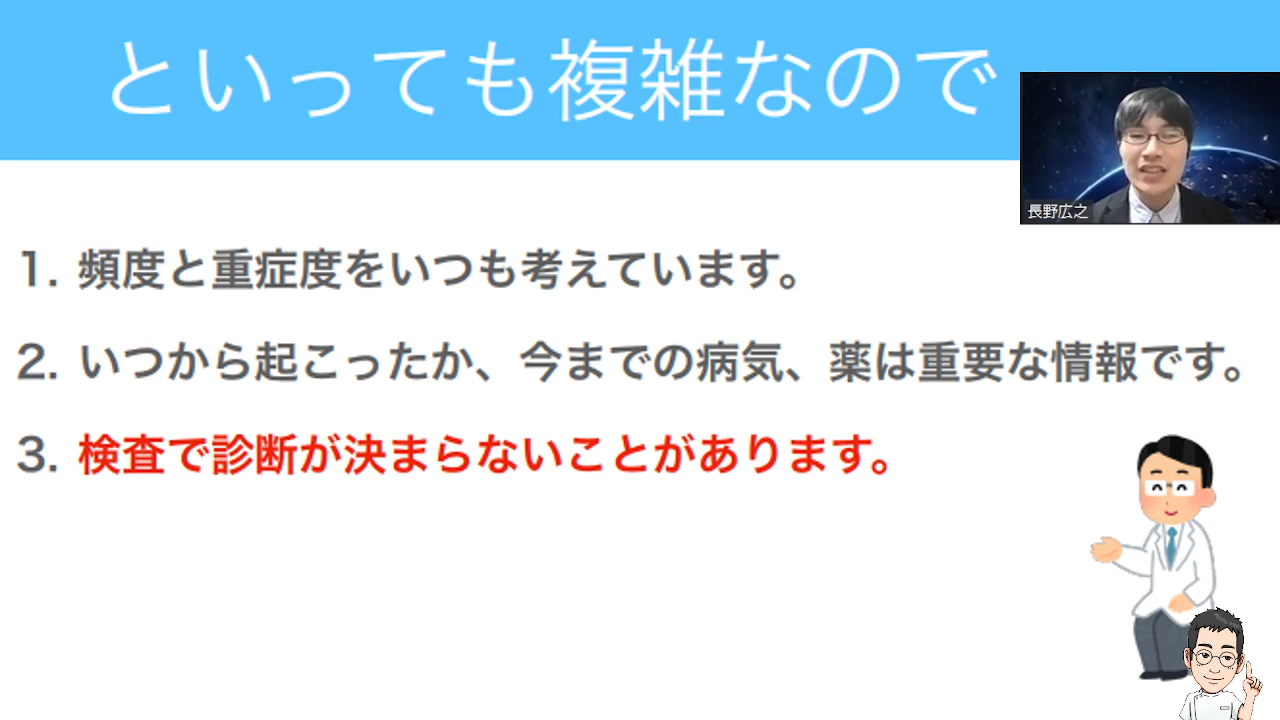 といっても複雑なので
長野広之
1. 頻度と重症度をいつも考えています。
2. いつから起こったか、今までの病気、薬は重要な情報です。
3. 検査で診断が決まらないことがあります。